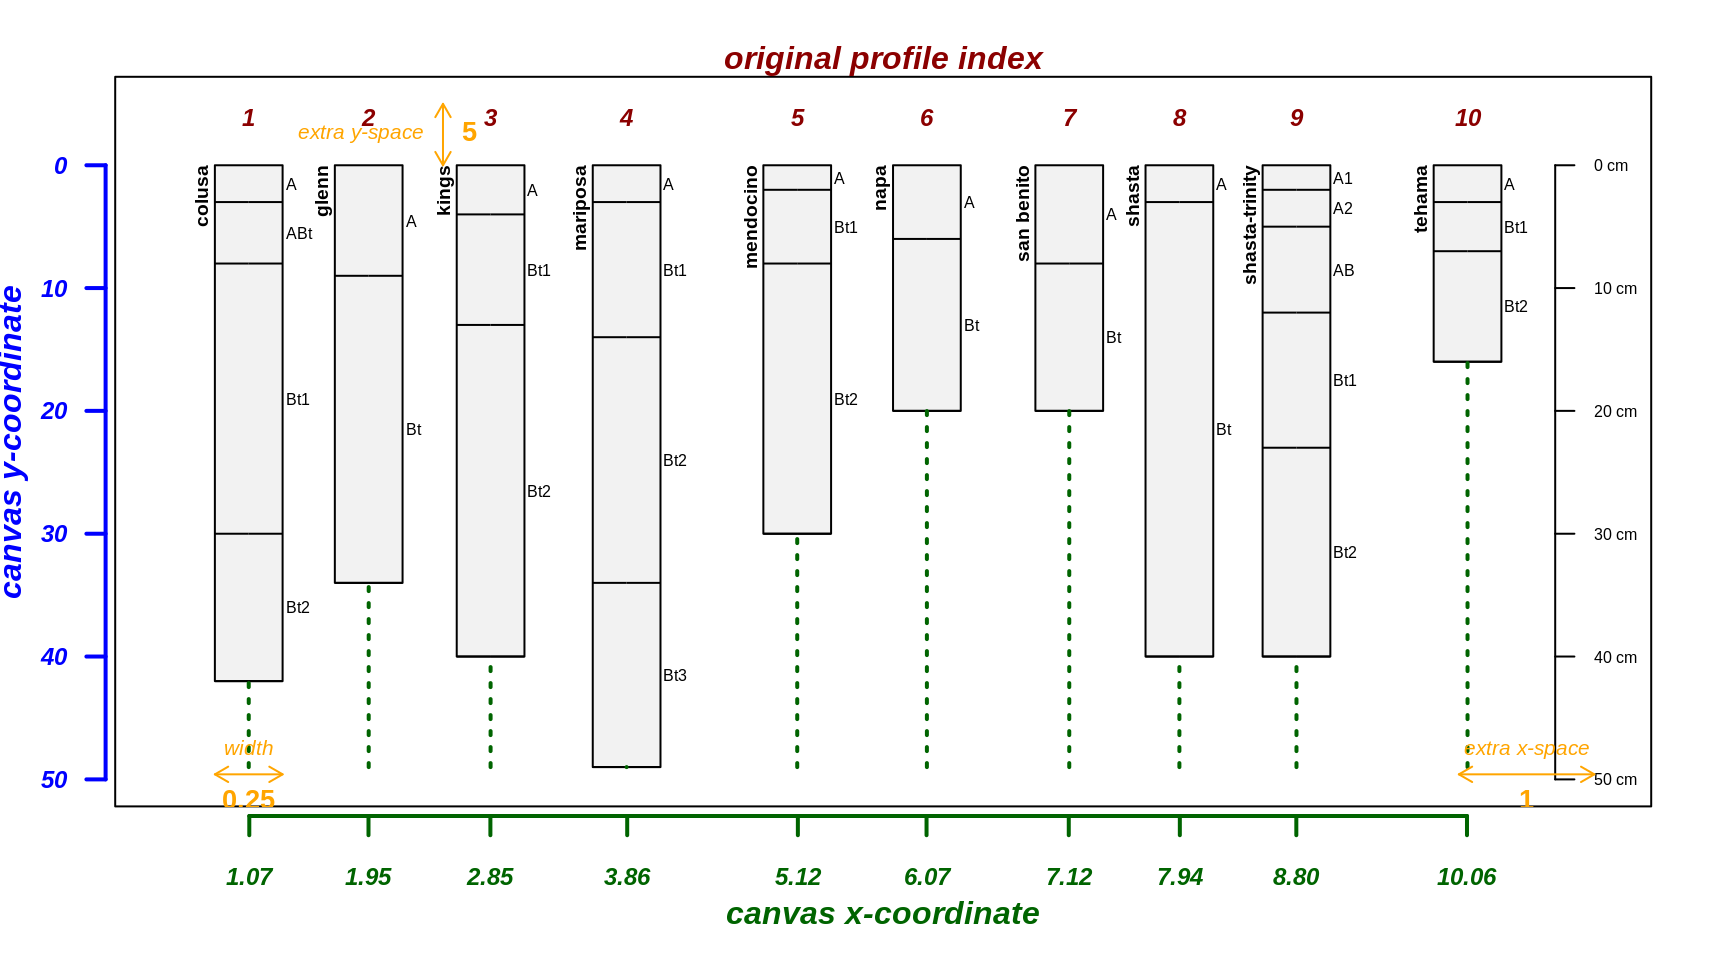 original profile index
1 2 3 4 5 6 7 8 9 10
extra y-space 5
canvas y-coordinate
0
10
20
30
40
50
colusa
A
ABt
Bt1
Bt2
glenn
A
Bt
kings
A
Bt1
Bt2
mariposa
A
Bt1
Bt2
Bt3
mendocino
A
Bt1
Bt2
napa
A
Bt
san benito
A
Bt
shasta
A
Bt
shasta-trinity
A1
A2
AB
Bt1
Bt2
tehama
A
Bt1
Bt2
0 cm
10 cm
20 cm
30 cm
40 cm
50 cm
width
0.25
extra x-space
1
1.07 1.95 2.85 3.86 5.12 6.07 7.12 7.94 8.80 10.06
canvas x-coordinate